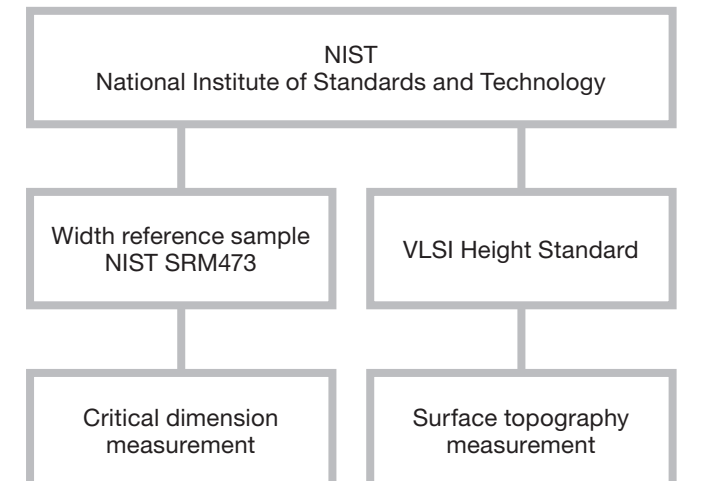 NIST
National Institute of Standards and Technology
Width reference sample
NIST SRM473
VLSI Height Standard
Critical dimension
measurement
Surface topography
measurement